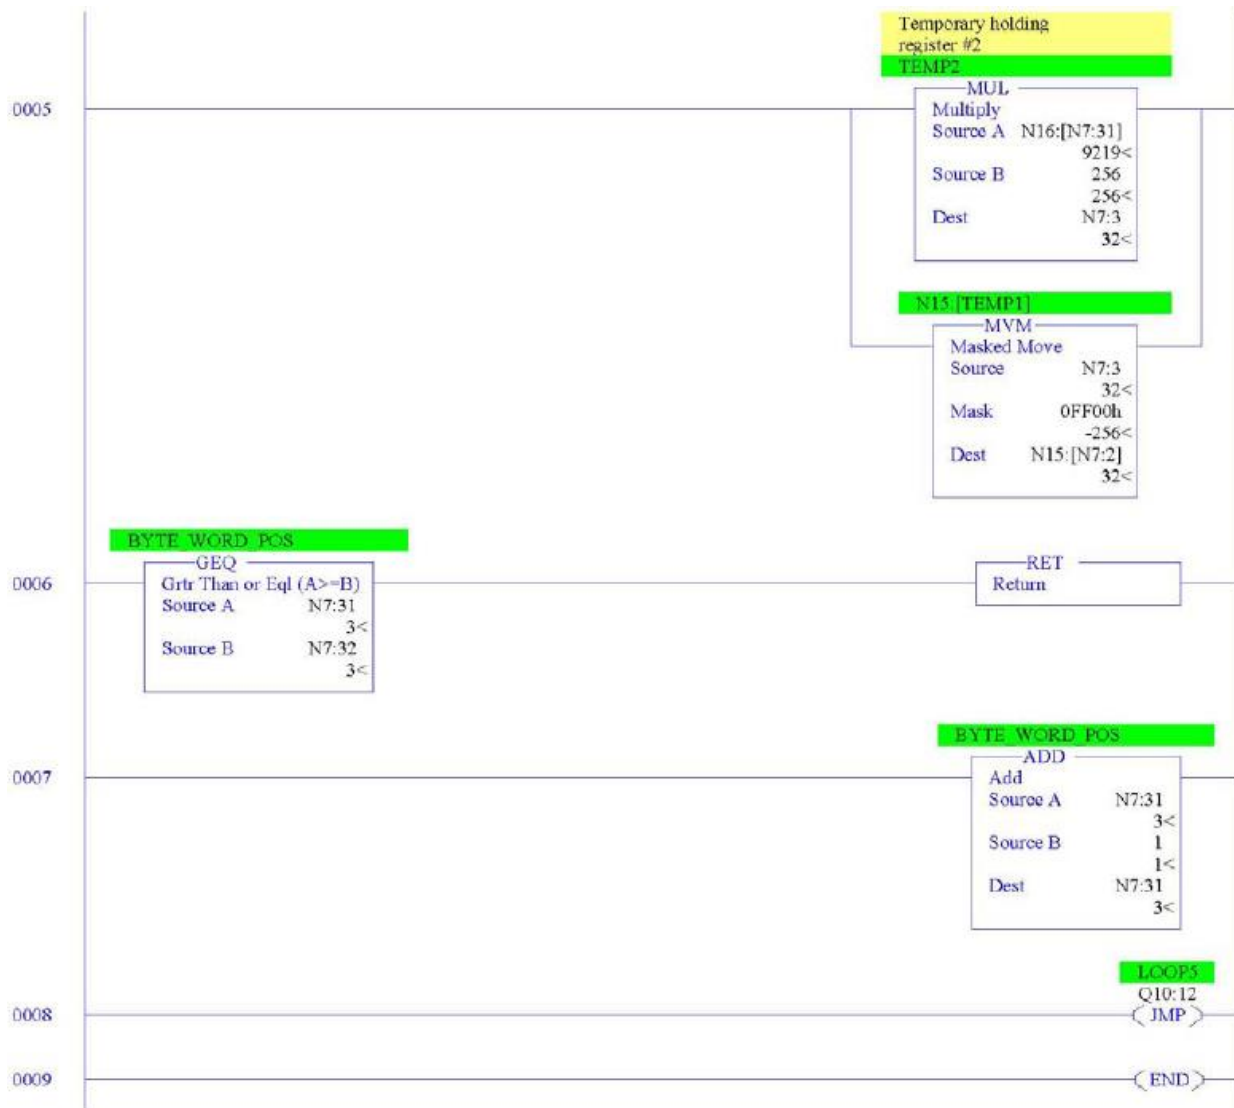 Temporary holding
register #2
TEMP2
0005
MUL
Multiply
Source A N16:[N7:31]
9219<
Source B 256
256<
Dest N7:3
32<
N15:[TEMP1]
MVM
Masked Move
Source N7:3
32<
Mask 0FF00h
-256<
Dest N15:[N7:2]
32<
BYTE_WORD_POS
0006
GEQ
Grtr Than or Eql (A>=B)
Source A N7:31
3<
Source B N7:32
3<
RET
Return
BYTE_WORD_POS
0007
ADD
Add
Source A N7:31
3<
Source B 1
1<
Dest N7:31
3<
LOOP5
Q10:12
0008
JMP
0009
END